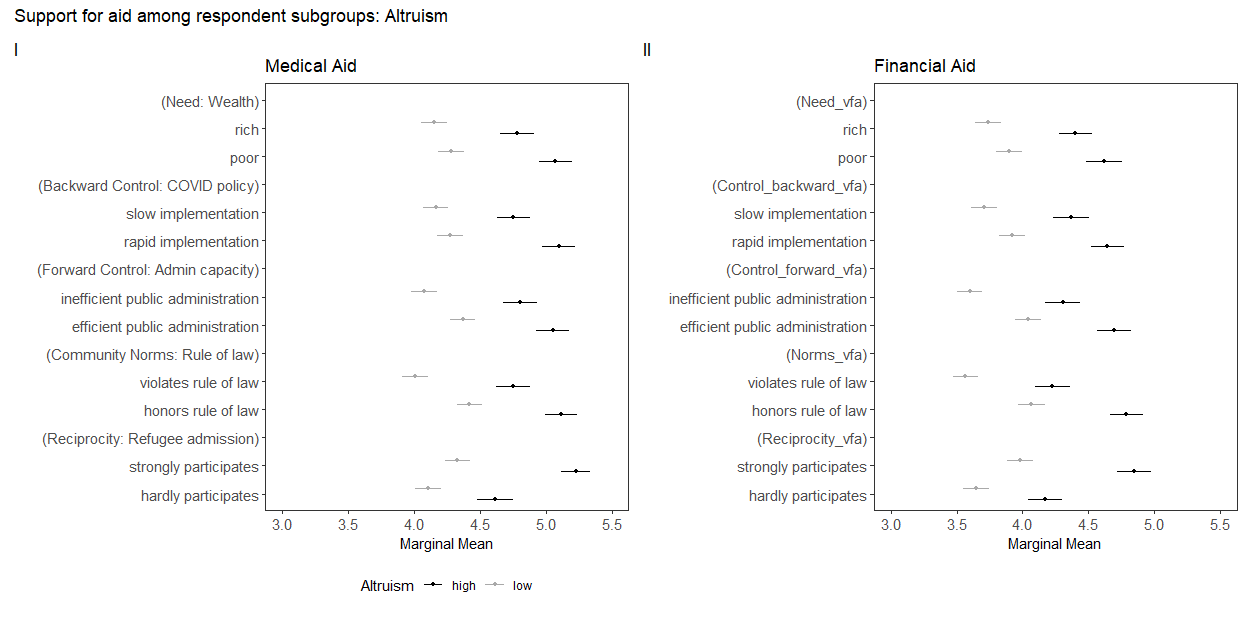 Support for aid among respondent subgroups: Altruism
I
Medical Aid
(Need: Wealth)
rich
poor
(Backward Control: COVID policy)
slow implementation
rapid implementation
(Forward Control: Admin capacity)
inefficient public administration
efficient public administration
(Community Norms: Rule of law)
violates rule of law
honors rule of law
(Reciprocity: Refugee admission)
strongly participates
hardly participates
3.0 3.5 4.0 4.5 5.0 5.5
Marginal Mean
II
Financial Aid
(Need_vfa)
rich
poor
(Control_backward_vfa)
slow implementation
rapid implementation
(Control_forward_vfa)
inefficient public administration
efficient public administration
(Norms_vfa)
violates rule of law
honors rule of law
(Reciprocity_vfa)
strongly participates
hardly participates
3.0 3.5 4.0 4.5 5.0 5.5
Marginal Mean
Altruism high low